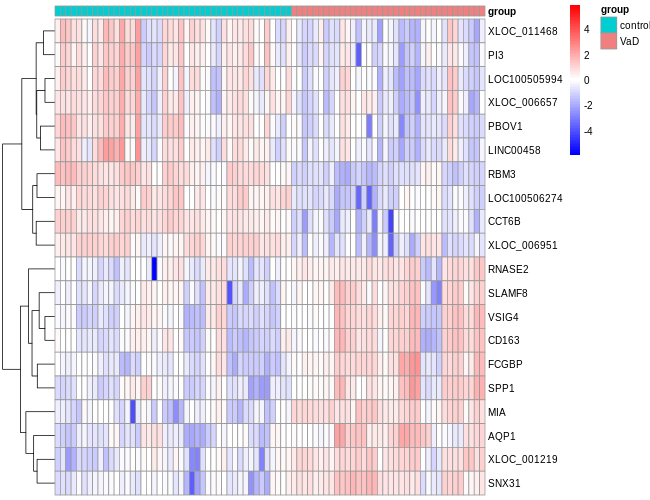 group
XLOC_011468
PI3
LOC100505994
XLOC_006657
PBOV1
LINC00458
RBM3
LOC100506274
CCT6B
XLOC_006951
RNASE2
SLAMF8
VSIG4
CD163
FCGBP
SPP1
MIA
AQP1
XLOC_001219
SNX31
4
2
0
-2
-4
group
control
VaD